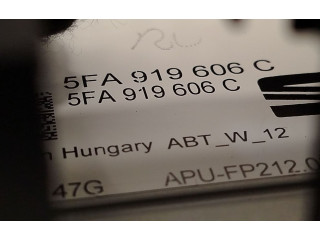 5FA 919 606 C
5FA 919 606 C
n Hungary ABT_W_12
47G APU-FP212.0